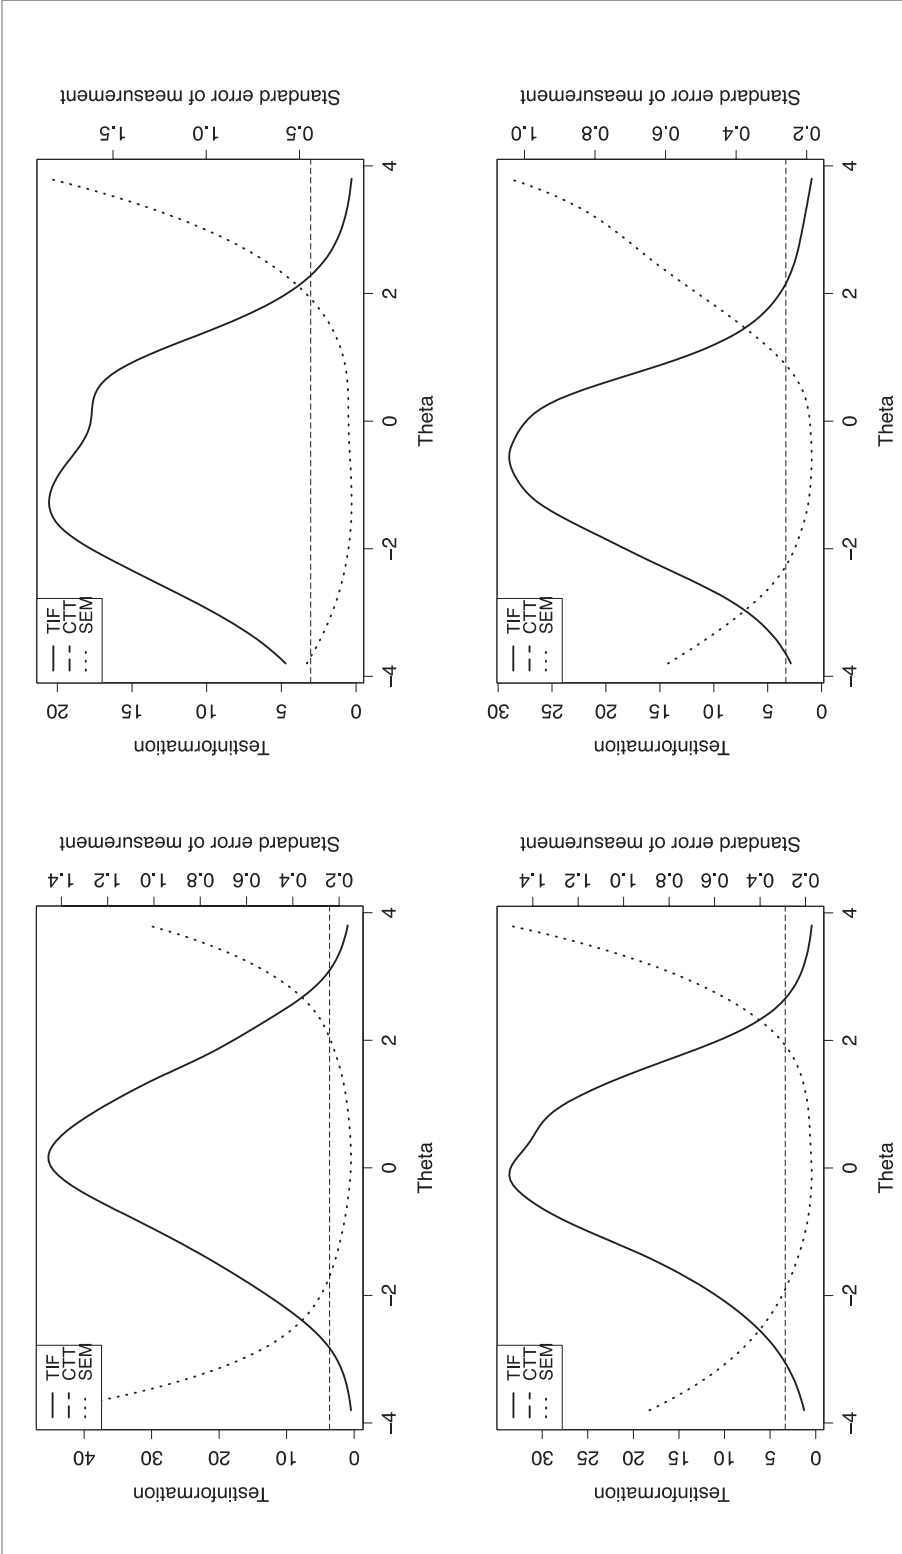 Testinformation
0 10 20 30 40
TIF
CTT
SEM
−4 −2 0 2 4
Theta
0.2 0.4 0.6 0.8 1.0 1.2 1.4
Standard error of measurement
Testinformation
0 5 10 15 20
TIF
CTT
SEM
−4 −2 0 2 4
Theta
0.5 1.0 1.5
Standard error of measurement
Testinformation
0 5 10 15 20 25 30
TIF
CTT
SEM
−4 −2 0 2 4
Theta
0.2 0.4 0.6 0.8 1.0 1.2 1.4
Standard error of measurement
Testinformation
0 5 10 15 20 25 30
TIF
CTT
SEM
−4 −2 0 2 4
Theta
0.2 0.4 0.6 0.8 1.0
Standard error of measurement